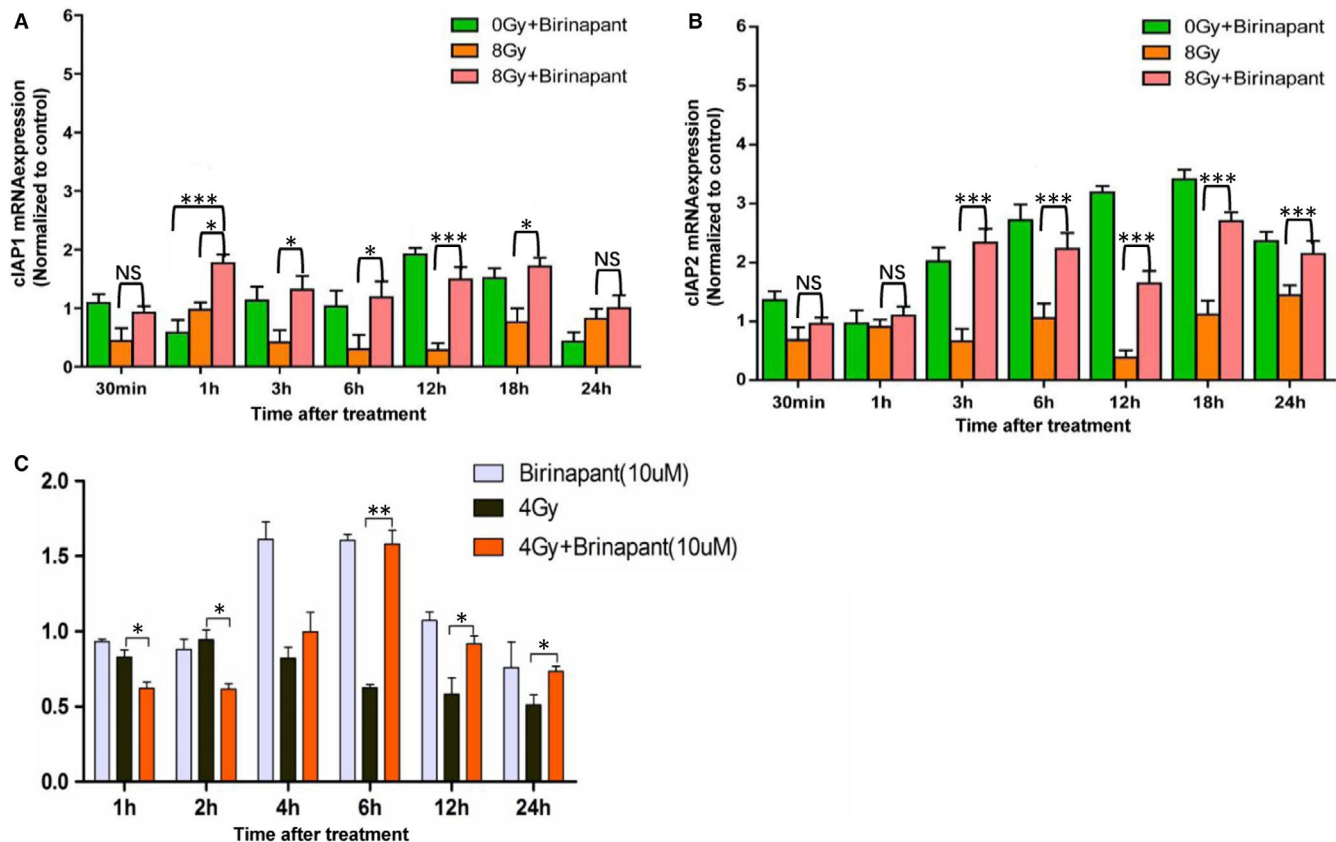 A
cIAP1 mRNAexpression
(Normalized to control)
6
5
4
3
2
1
0
0Gy+Birinapant
8Gy
8Gy+Birinapant
NS
***
*
*
*
***
*
NS
30min 1h 3h 6h 12h 18h 24h
Time after treatment
B
cIAP2 mRNAexpression
(Normalized to control)
6
5
4
3
2
1
0
0Gy+Birinapant
8Gy
8Gy+Birinapant
NS
NS
***
***
***
***
***
30min 1h 3h 6h 12h 18h 24h
Time after treatment
C
2.0
1.5
1.0
0.5
0.0
Birinapant(10uM)
4Gy
4Gy+Brinapant(10uM)
*
*
**
*
*
1h 2h 4h 6h 12h 24h
Time after treatment